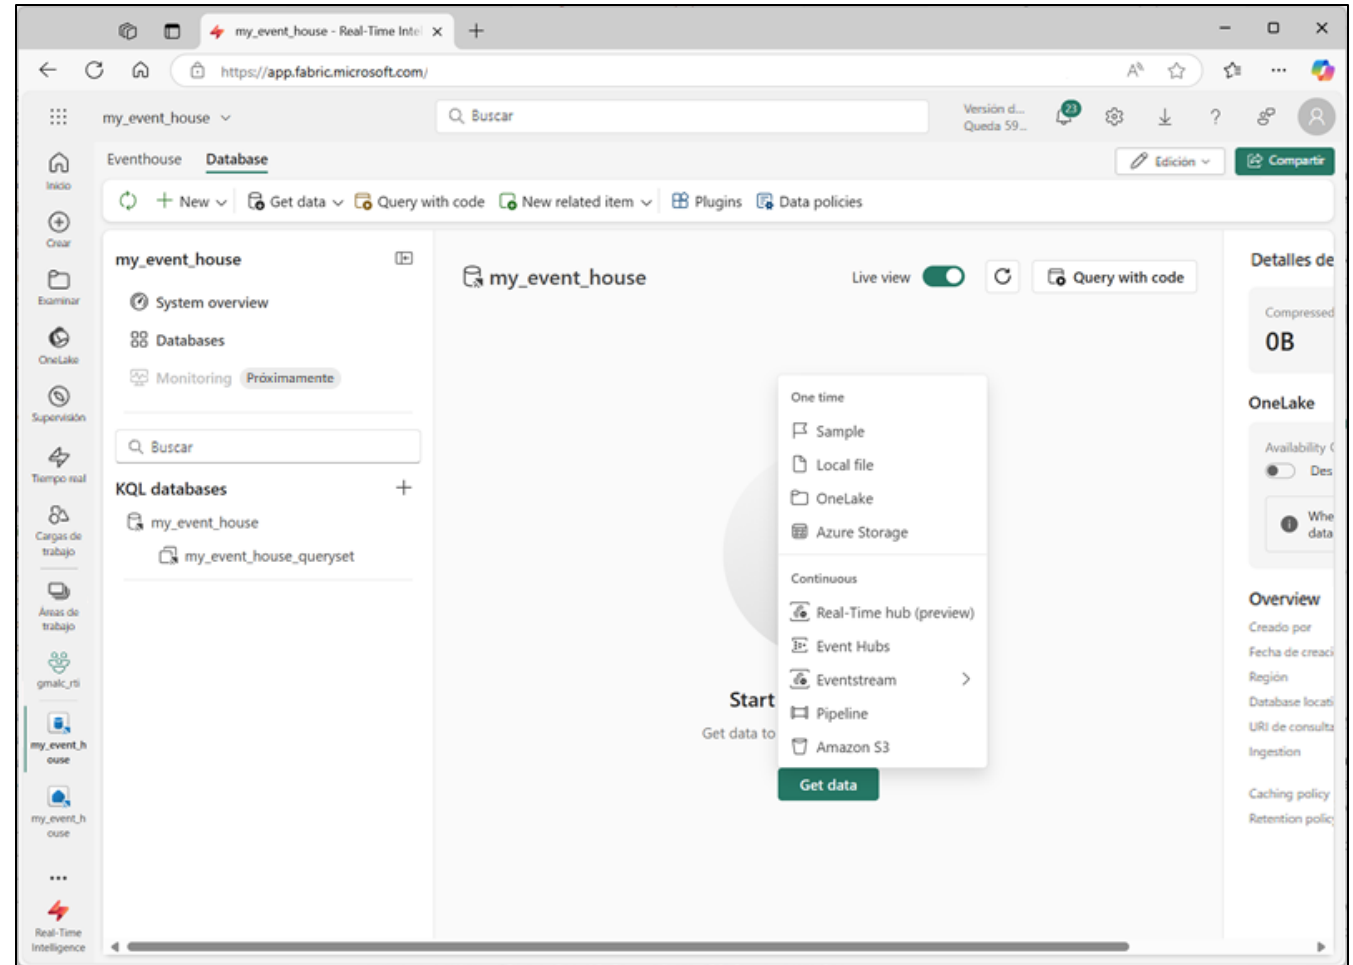 my_event_house - Real-Time Intel
https://app.fabric.microsoft.com/
my_event_house
Buscar
Versión d...
Queda 59...
23
Inicio
Crear
Examinar
OneLake
Supervisión
Tiempo real
Cargas de
trabajo
Áreas de
trabajo
gmalc_rti
my_event_h
ouse
my_event_h
ouse
Real-Time
Intelligence
Eventhouse Database
Edición
Compartir
New Get data Query with code New related item Plugins Data policies
my_event_house
System overview
Databases
Monitoring Próximamente
Buscar
KQL databases
my_event_house
my_event_house_queryset
my_event_house
Live view
Query with code
One time
Sample
Local file
OneLake
Azure Storage
Continuous
Real-Time hub (preview)
Event Hubs
Eventstream
Pipeline
Amazon S3
Start
Get data to
Get data
Detalles de
Compressed
0B
OneLake
Availability
Des
Whe
data
Overview
Creado por
Fecha de creaci
Región
Database locati
URI de consulta
Ingestion
Caching policy
Retention polic